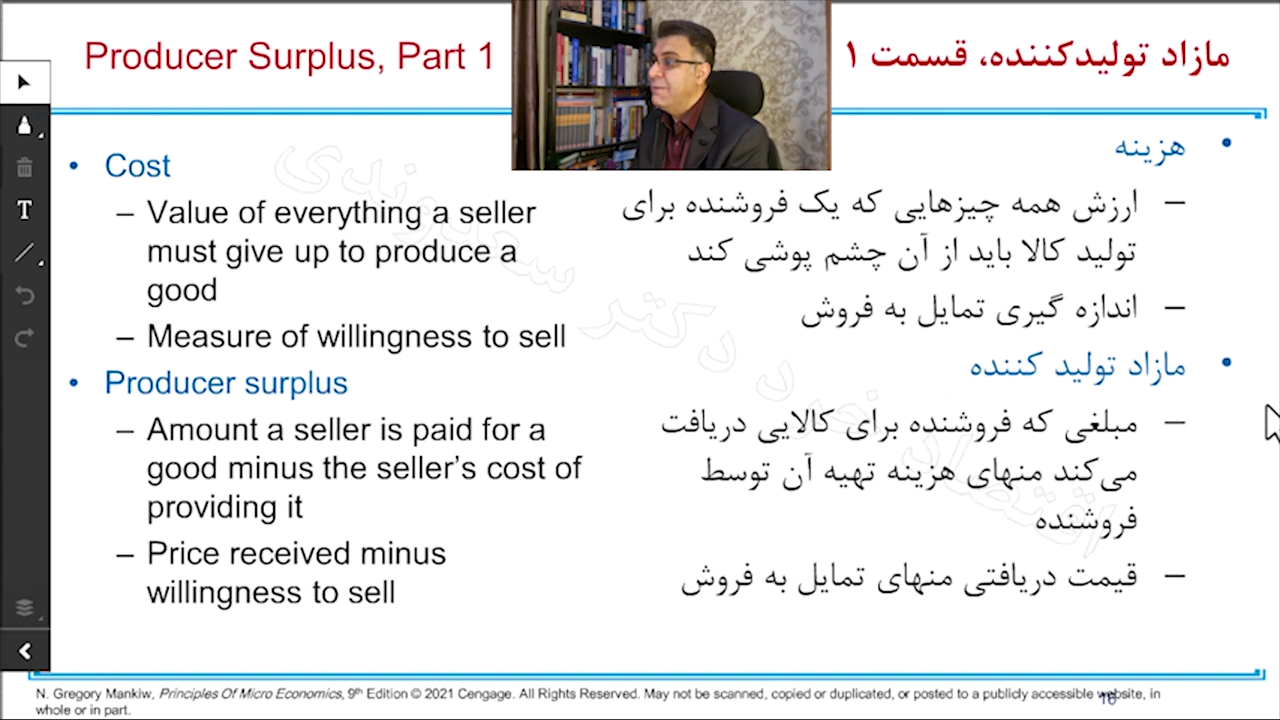 Producer Surplus, Part 1
مازاد تولیدکننده، قسمت ۱
• Cost
– Value of everything a seller
must give up to produce a
good
– Measure of willingness to sell
• Producer surplus
– Amount a seller is paid for a
good minus the seller's cost of
providing it
– Price received minus
willingness to sell
• هزینه
– ارزش همه چیزهایی که یک فروشنده برای
تولید کالا باید از آن چشم پوشی کند
– اندازه گیری تمایل به فروش
• مازاد تولید کننده
– مبلغی که فروشنده برای کالایی دریافت
می‌کند منهای هزینه تهیه آن توسط
فروشنده
– قیمت دریافتی منهای تمایل به فروش
اقتصاد خرد دکتر سعدوندی
N. Gregory Mankiw, Principles Of Micro Economics, 9th Edition © 2021 Cengage. All Rights Reserved. May not be scanned, copied or duplicated, or posted to a publicly accessible website, in
whole or in part.
16